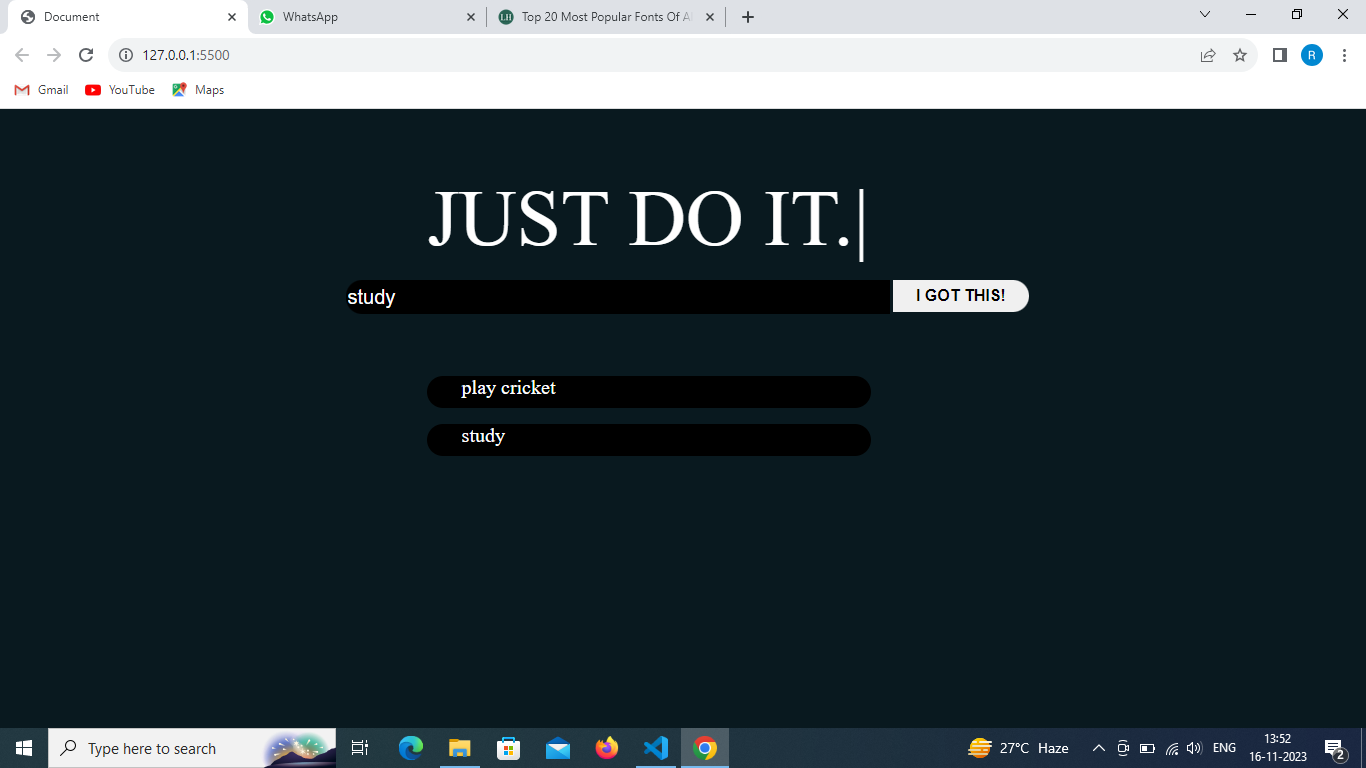 Document
WhatsApp
Top 20 Most Popular Fonts Of A
127.0.0.1:5500
R
Gmail
YouTube
Maps
JUST DO IT.|
study
I GOT THIS!
play cricket
study
Type here to search
27°C Haze
ENG
13:52
16-11-2023
2
LH